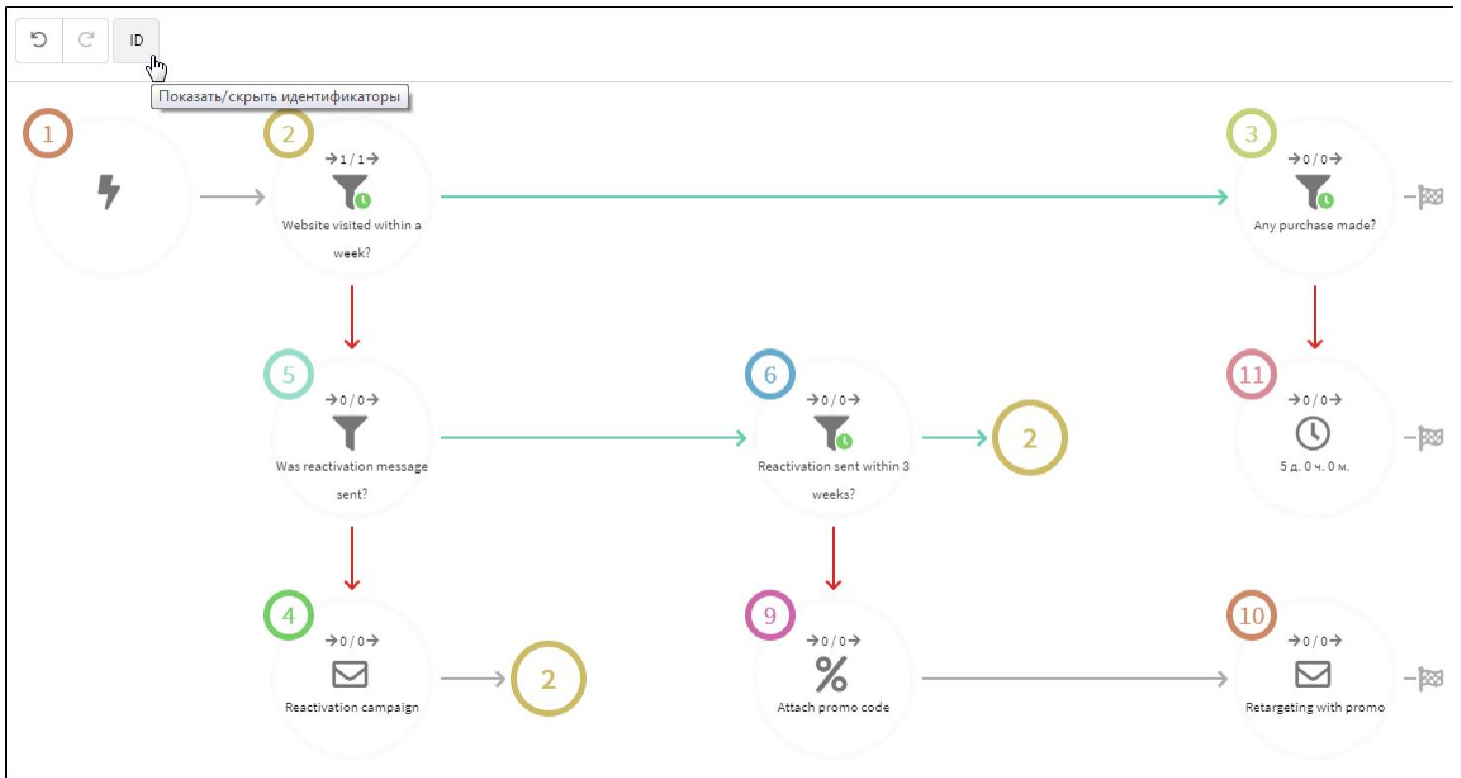 ID
Показать/скрыть идентификаторы
1
2
3
→1/1→
→0/0→
Website visited within a
week?
Any purchase made?
5
6
11
→0/0→
→0/0→
2
→0/0→
Was reactivation message
sent?
Reactivation sent within 3
weeks?
5 д. 0 ч. 0 м.
4
9
10
→0/0→
→0/0→
→0/0→
2
Reactivation campaign
Attach promo code
Retargeting with promo